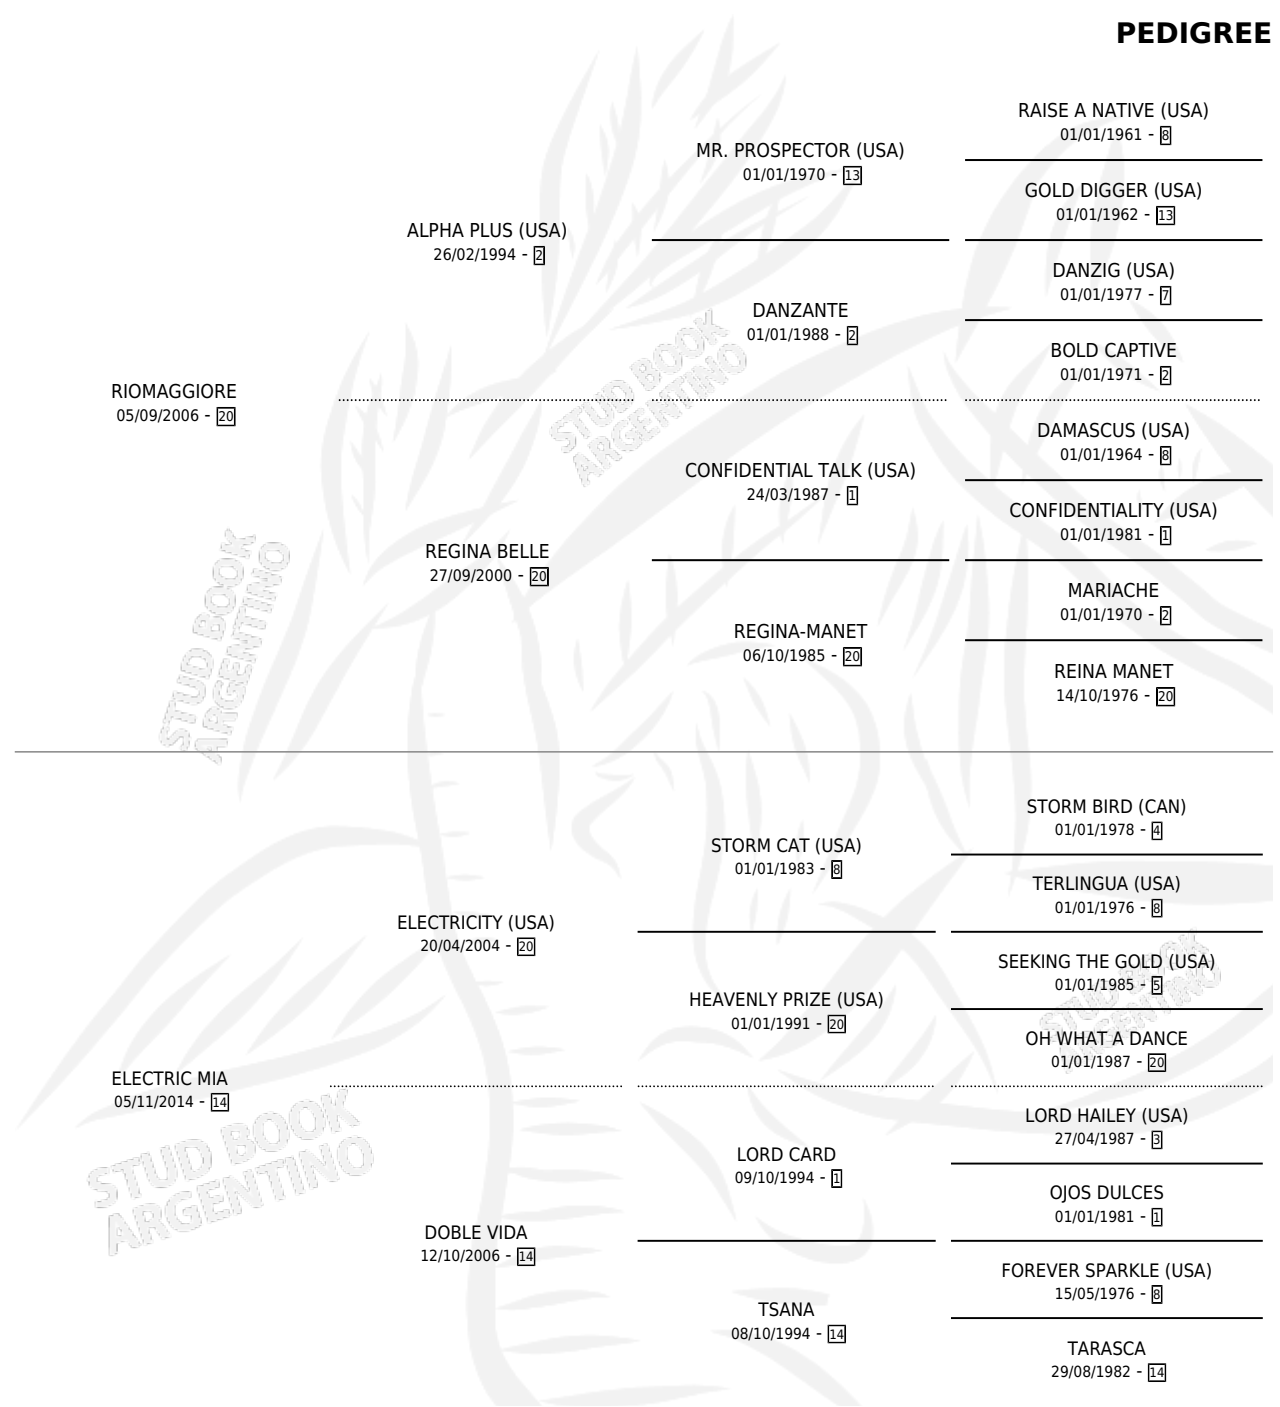 PEDIGREE
RAISE A NATIVE (USA)
01/01/1961 - 8
MR. PROSPECTOR (USA)
01/01/1970 - 13
GOLD DIGGER (USA)
01/01/1962 - 13
ALPHA PLUS (USA)
26/02/1994 - 2
DANZIG (USA)
01/01/1977 - 7
DANZANTE
01/01/1988 - 2
BOLD CAPTIVE
01/01/1971 - 2
RIOMAGGIORE
05/09/2006 - 20
DAMASCUS (USA)
01/01/1964 - 8
CONFIDENTIAL TALK (USA)
24/03/1987 - 1
CONFIDENTIALITY (USA)
01/01/1981 - 1
REGINA BELLE
27/09/2000 - 20
MARIACHE
01/01/1970 - 2
REGINA-MANET
06/10/1985 - 20
REINA MANET
14/10/1976 - 20
STORM BIRD (CAN)
01/01/1978 - 4
STORM CAT (USA)
01/01/1983 - 8
TERLINGUA (USA)
01/01/1976 - 8
ELECTRICITY (USA)
20/04/2004 - 20
SEEKING THE GOLD (USA)
01/01/1985 - 5
HEAVENLY PRIZE (USA)
01/01/1991 - 20
OH WHAT A DANCE
01/01/1987 - 20
ELECTRIC MIA
05/11/2014 - 14
LORD HAILEY (USA)
27/04/1987 - 3
LORD CARD
09/10/1994 - 1
OJOS DULCES
01/01/1981 - 1
DOBLE VIDA
12/10/2006 - 14
FOREVER SPARKLE (USA)
15/05/1976 - 8
TSANA
08/10/1994 - 14
TARASCA
29/08/1982 - 14
STUD BOOK
ARGENTINO
STUD BOOK
ARGENTINO
STUD BOOK
ARGENTINO
STUD BOOK
ARGENTINO